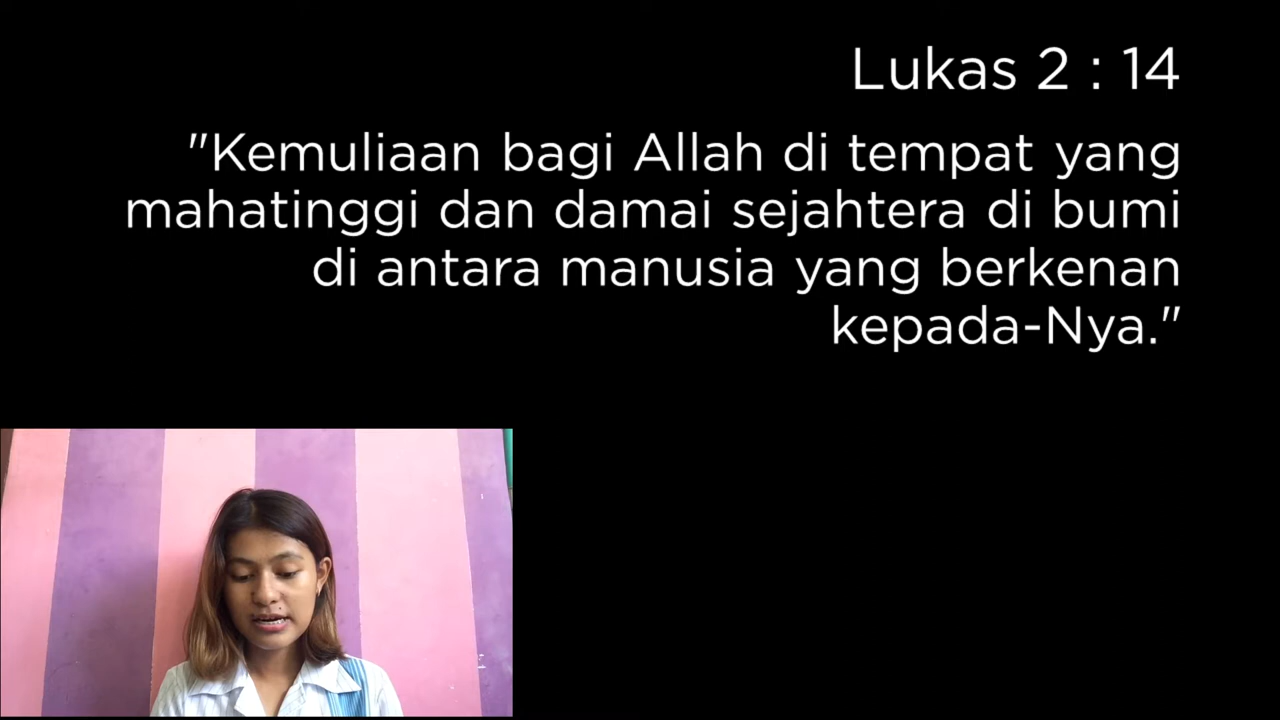 Lukas 2 : 14
"Kemuliaan bagi Allah di tempat yang
mahatinggi dan damai sejahtera di bumi
di antara manusia yang berkenan
kepada-Nya."